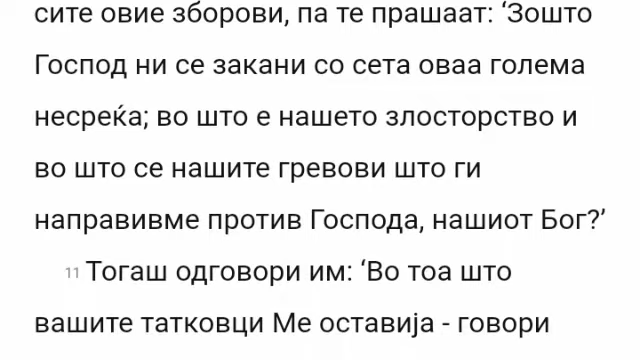 сите овие зборови, па те прашаат: ‘Зошто
Господ ни се закани со сета оваа голема
несреќа; во што е нашето злосторство и
во што се нашите гревови што ги
направивме против Господа, нашиот Бог?’
11 Тогаш одговори им: ‘Во тоа што
вашите татковци Ме оставија - говори